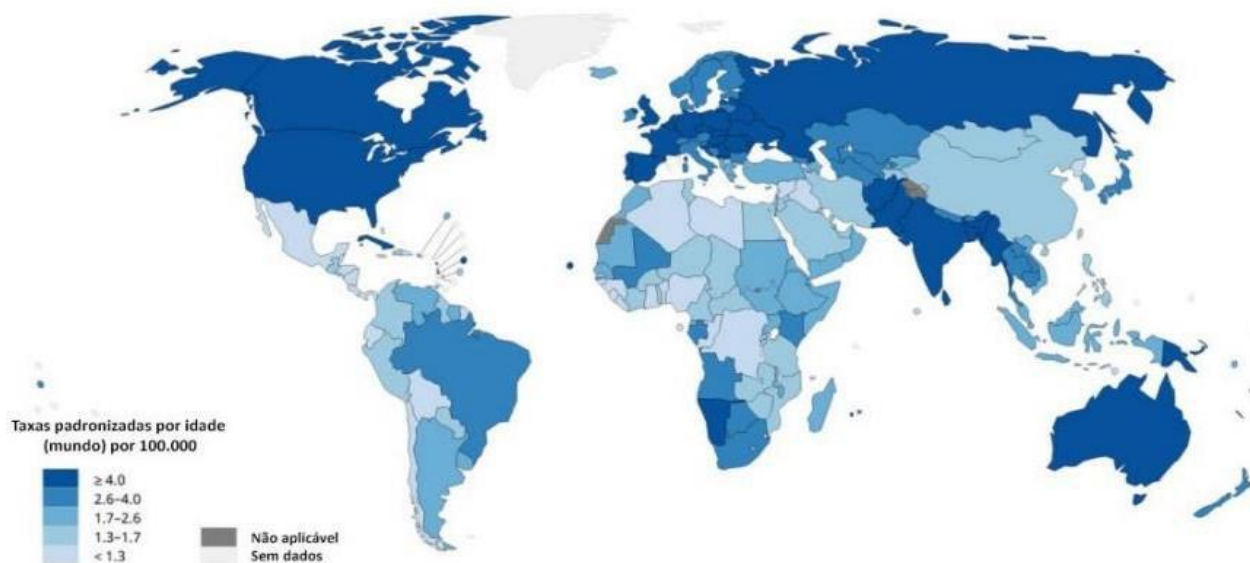 Taxas padronizadas por idade
(mundo) por 100.000
≥ 4.0
2.6–4.0
1.7–2.6
1.3–1.7
< 1.3
Não aplicável
Sem dados